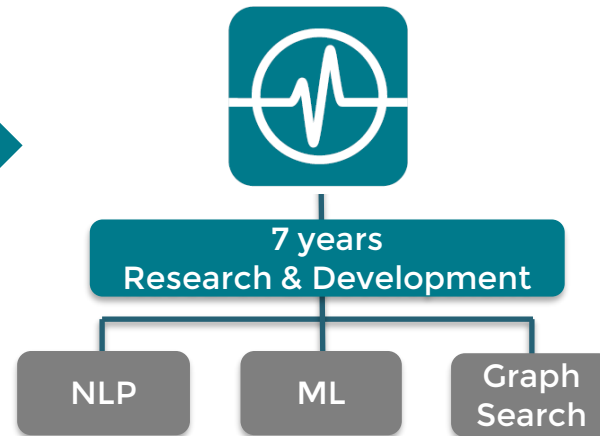 7 years
Research & Development
NLP
ML
Graph
Search